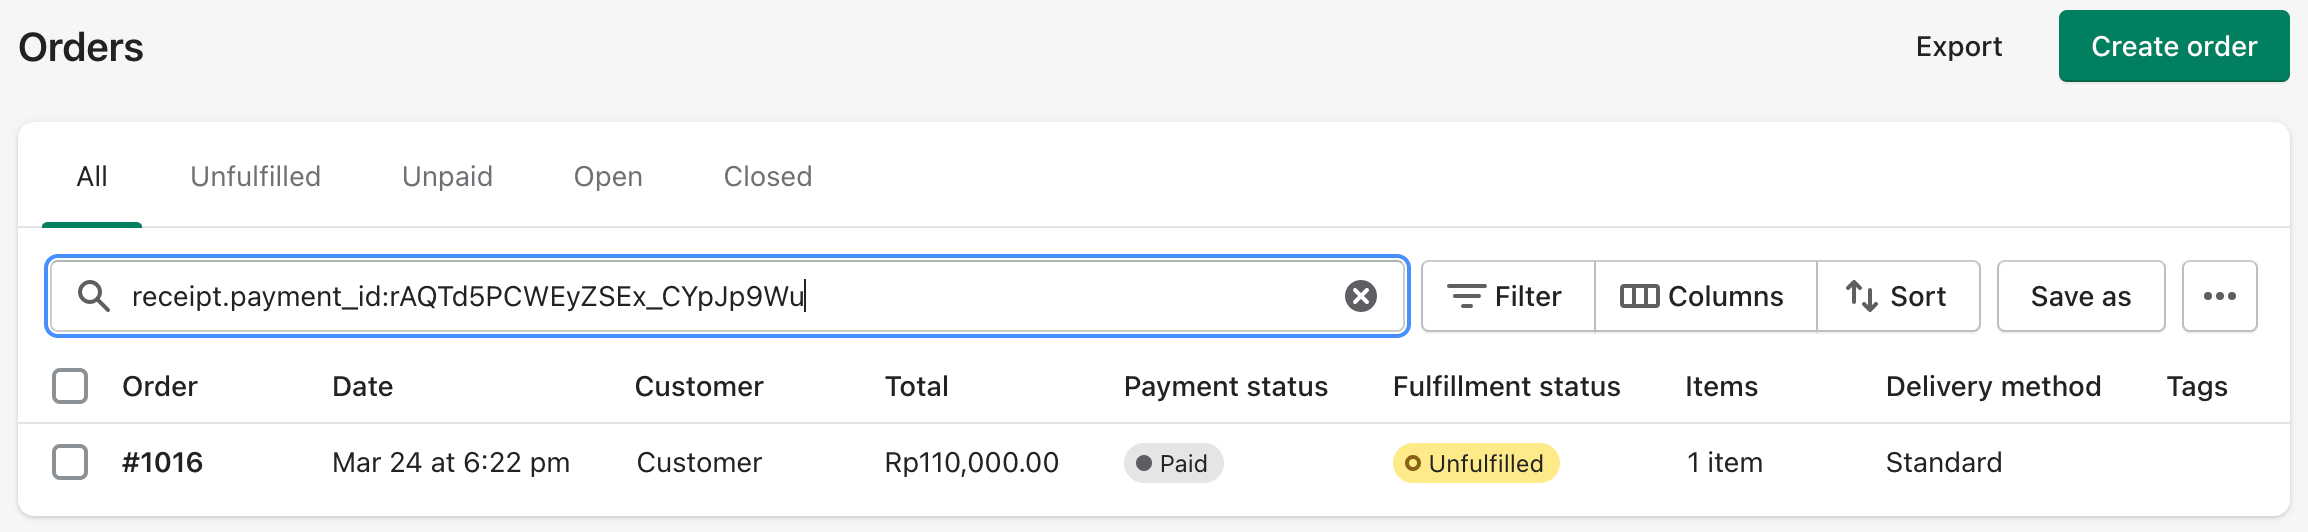 Orders
Export
Create order
All Unfulfilled Unpaid Open Closed
receipt.payment_id:rAQTd5PCWEyZSEx_CYpJp9Wu
Filter Columns Sort Save as
Order Date Customer Total Payment status Fulfillment status Items Delivery method Tags
#1016 Mar 24 at 6:22 pm Customer Rp110,000.00 Paid Unfulfilled 1 item Standard